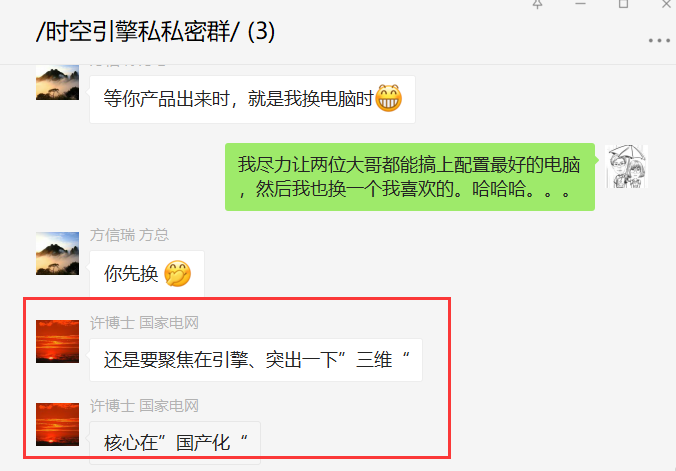 /时空引擎私私密群/ (3)
等你产品出来时，就是我换电脑时
我尽力让两位大哥都能搞上配置最好的电脑
，然后我也换一个我喜欢的。哈哈哈。。。
方信瑞 方总
你先换
许博士 国家电网
还是要聚焦在引擎、突出一下”三维“
许博士 国家电网
核心在”国产化“